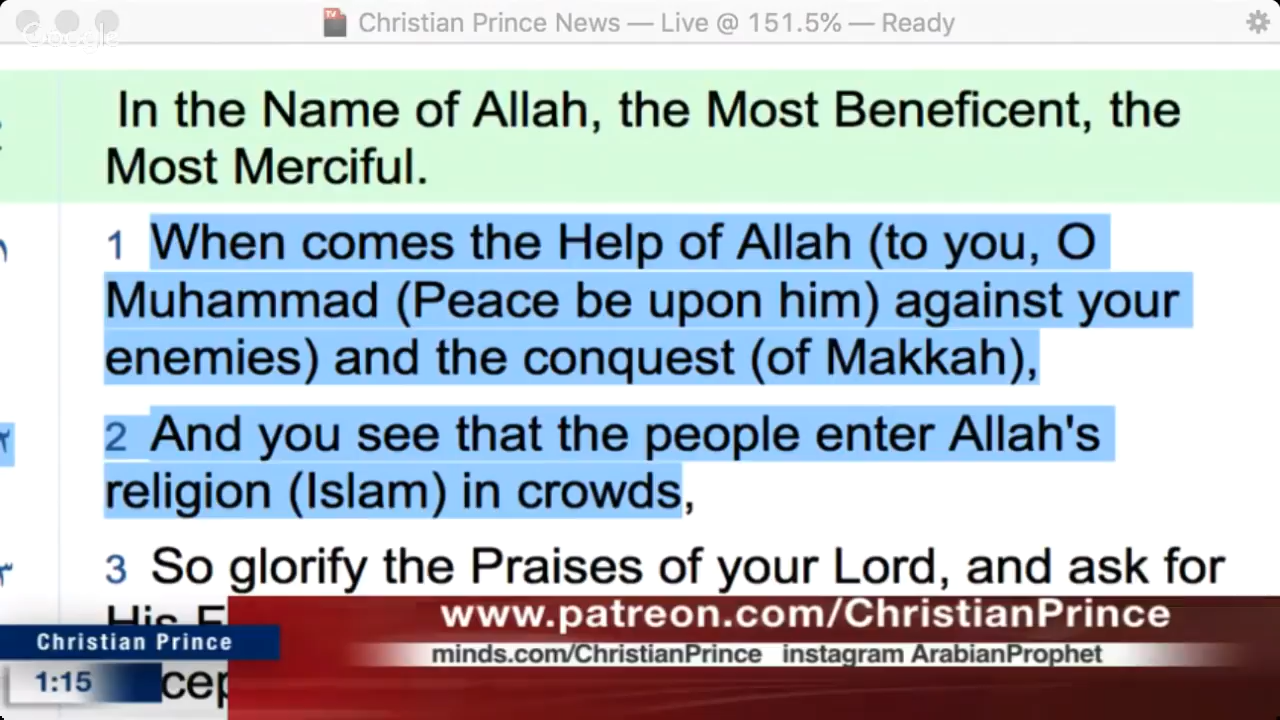 Christian Prince News — Live @ 151.5% — Ready
Google
In the Name of Allah, the Most Beneficent, the
Most Merciful.
1 When comes the Help of Allah (to you, O
Muhammad (Peace be upon him) against your
enemies) and the conquest (of Makkah),
2 And you see that the people enter Allah's
religion (Islam) in crowds,
3 So glorify the Praises of your Lord, and ask for
His
www.patreon.com/ChristianPrince
Christian Prince
minds.com/ChristianPrince instagram ArabianProphet
1:15